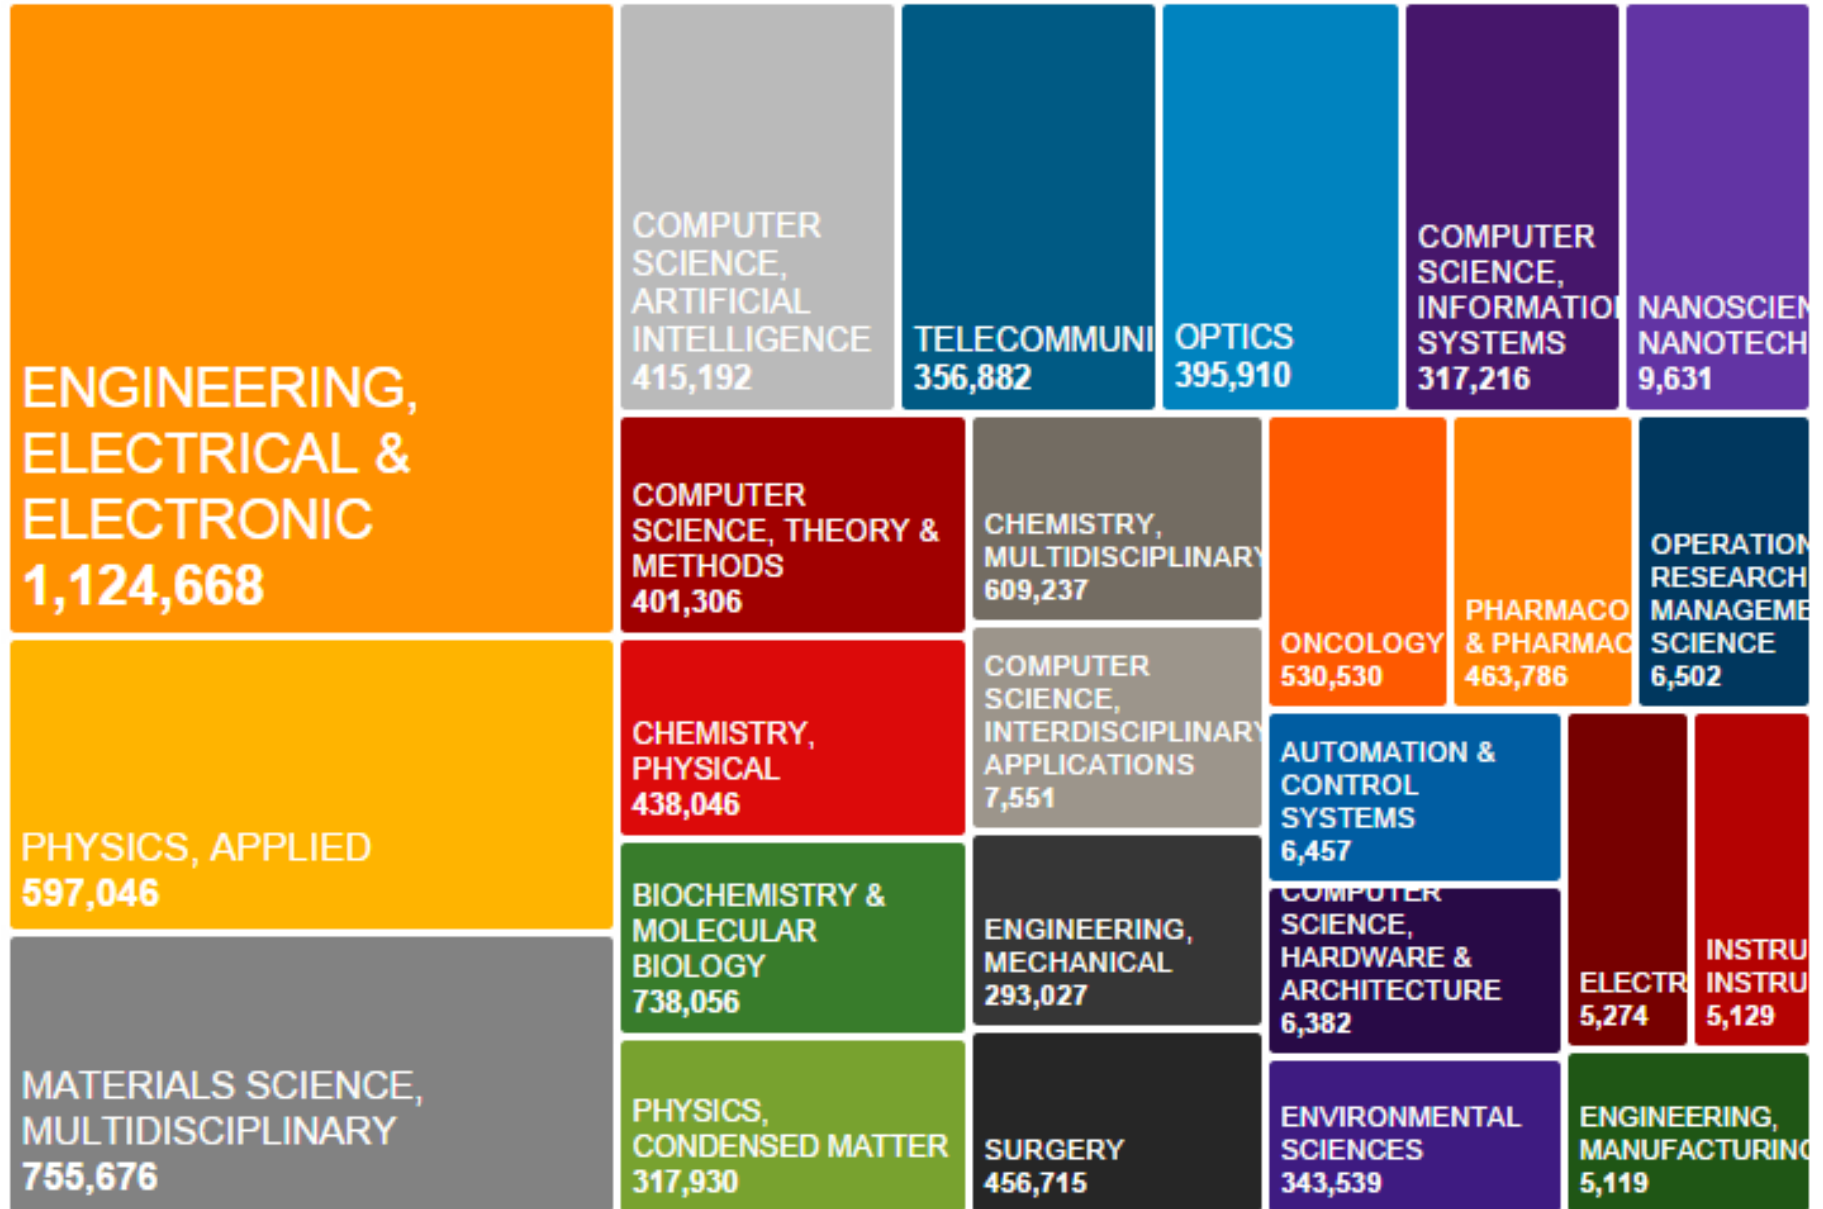 ENGINEERING,
ELECTRICAL &
ELECTRONIC
1,124,668
PHYSICS, APPLIED
597,046
MATERIALS SCIENCE,
MULTIDISCIPLINARY
755,676
COMPUTER
SCIENCE,
ARTIFICIAL
INTELLIGENCE
415,192
TELECOMMUNI
356,882
OPTICS
395,910
COMPUTER
SCIENCE,
INFORMATION
SYSTEMS
317,216
NANOSCIEN
NANOTECH
9,631
COMPUTER
SCIENCE, THEORY &
METHODS
401,306
CHEMISTRY,
PHYSICAL
438,046
BIOCHEMISTRY &
MOLECULAR
BIOLOGY
738,056
PHYSICS,
CONDENSED MATTER
317,930
CHEMISTRY,
MULTIDISCIPLINARY
609,237
COMPUTER
SCIENCE,
INTERDISCIPLINARY
APPLICATIONS
7,551
ENGINEERING,
MECHANICAL
293,027
SURGERY
456,715
ONCOLOGY
530,530
PHARMACO
& PHARMAC
463,786
OPERATION
RESEARCH
MANAGEME
SCIENCE
6,502
AUTOMATION &
CONTROL
SYSTEMS
6,457
COMPUTER
SCIENCE,
HARDWARE &
ARCHITECTURE
6,382
ENVIRONMENTAL
SCIENCES
343,539
ELECTR
5,274
INSTRU
INSTRU
5,129
ENGINEERING,
MANUFACTURING
5,119